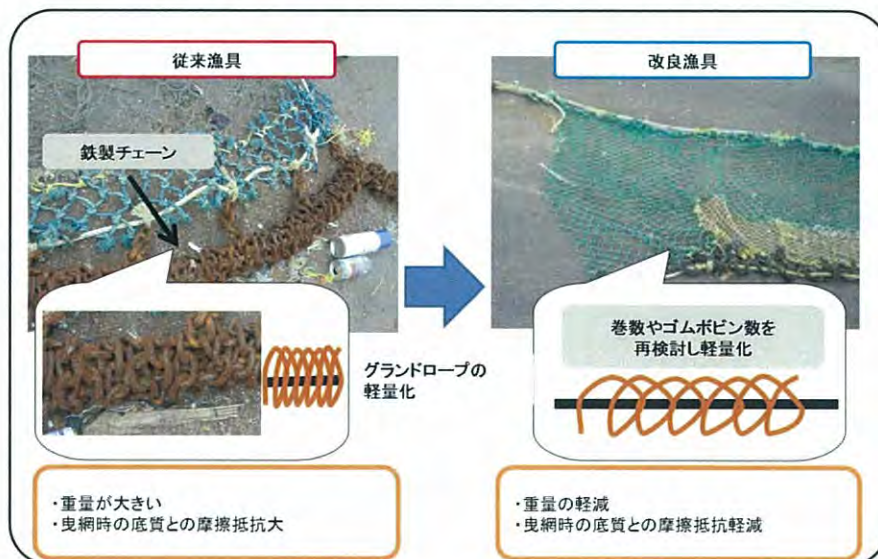 従来漁具
改良漁具
鉄製チェーン
グランドロープの
軽量化
巻数やゴムボビン数を
再検討し軽量化
・重量が大きい
・曳網時の底質との摩擦抵抗大
・重量の軽減
・曳網時の底質との摩擦抵抗軽減